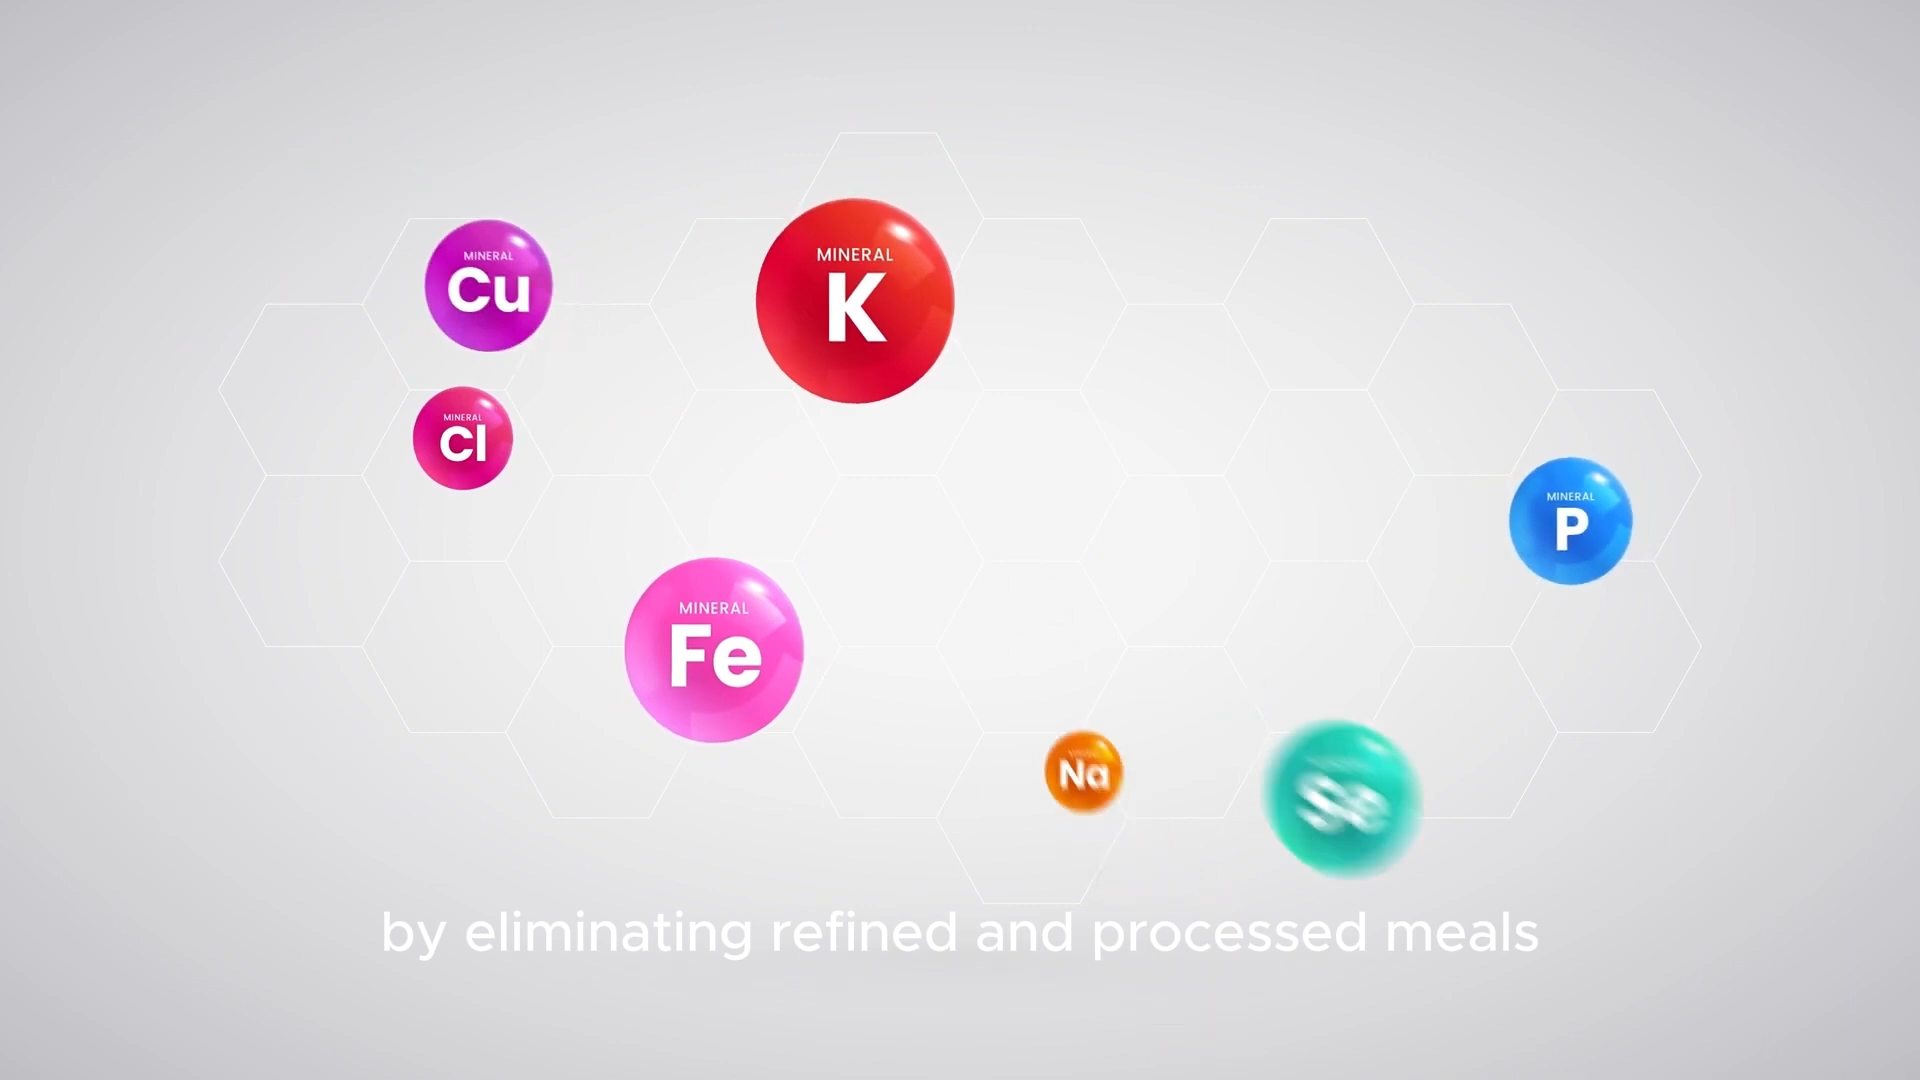 MINERAL
Cu
MINERAL
K
MINERAL
Cl
MINERAL
P
MINERAL
Fe
Na
by eliminating refined and processed meals